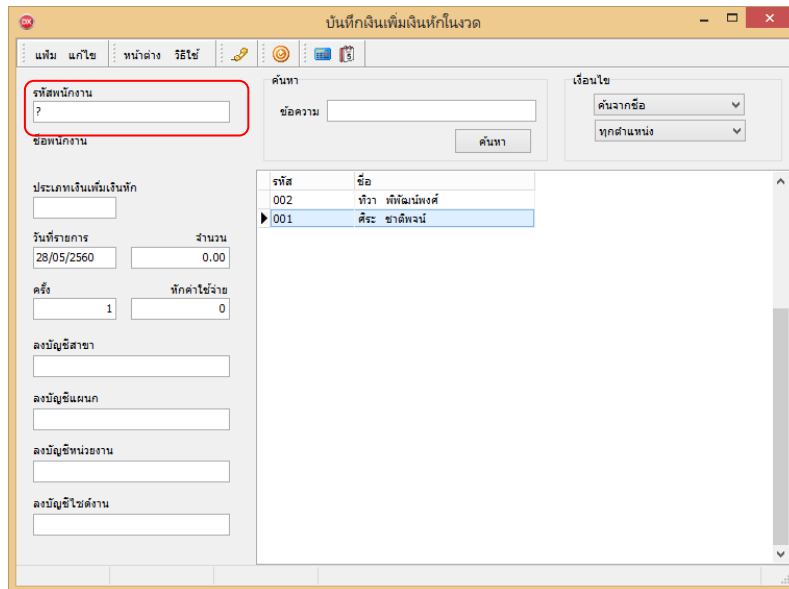 DX
บันทึกเงินเพิ่มเงินหักในงวด
แฟ้ม แก้ไข หน้าต่าง วิธีใช้
รหัสพนักงาน
?
ชื่อพนักงาน
ประเภทเงินเพิ่มเงินหัก
วันที่รายการ จำนวน
28/05/2560 0.00
ครั้ง หักค่าใช้จ่าย
1 0
ลงบัญชีสาขา
ลงบัญชีแผนก
ลงบัญชีหน่วยงาน
ลงบัญชีไซด์งาน
ค้นหา
ข้อความ
ค้นหา
เงื่อนไข
ค้นจากชื่อ
ทุกตำแหน่ง
รหัส ชื่อ
002 ทิวา พิพัฒน์พงศ์
001 ศิระ ชาติพจน์